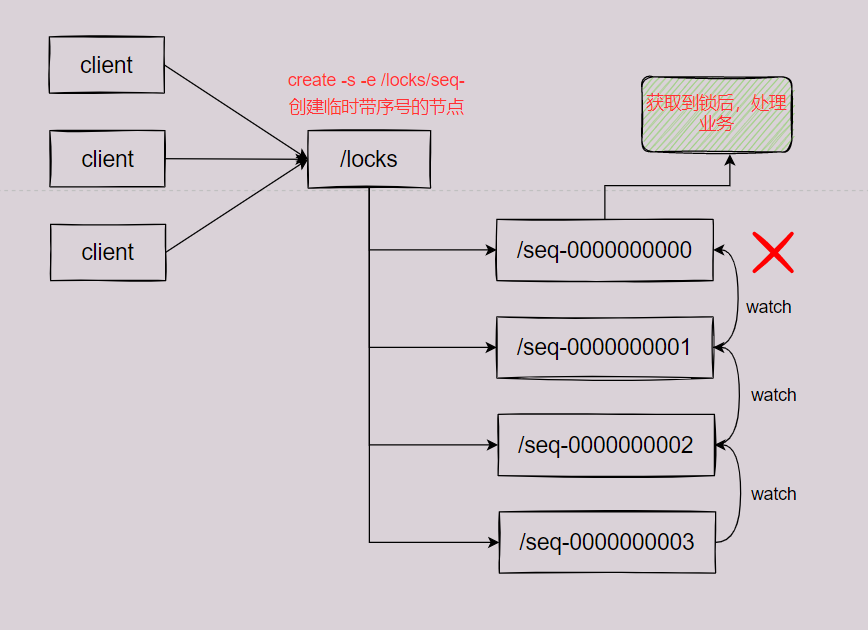 client
client
client
create -s -e /locks/seq-
创建临时带序号的节点
/locks
获取到锁后，处理
业务
/seq-0000000000
watch
/seq-0000000001
watch
/seq-0000000002
watch
/seq-0000000003